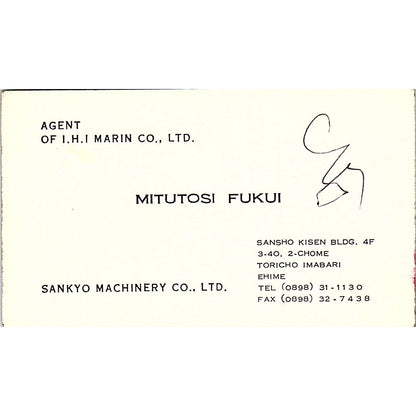 AGENT
OF I.H.I MARIN CO., LTD.
MITUTOSI FUKUI
SANSHO KISEN BLDG. 4F
3-40, 2-CHOME
TORICHO IMABARI
EHIME
TEL (0898) 31-1130
FAX (0898) 32-7438
SANKYO MACHINERY CO., LTD.